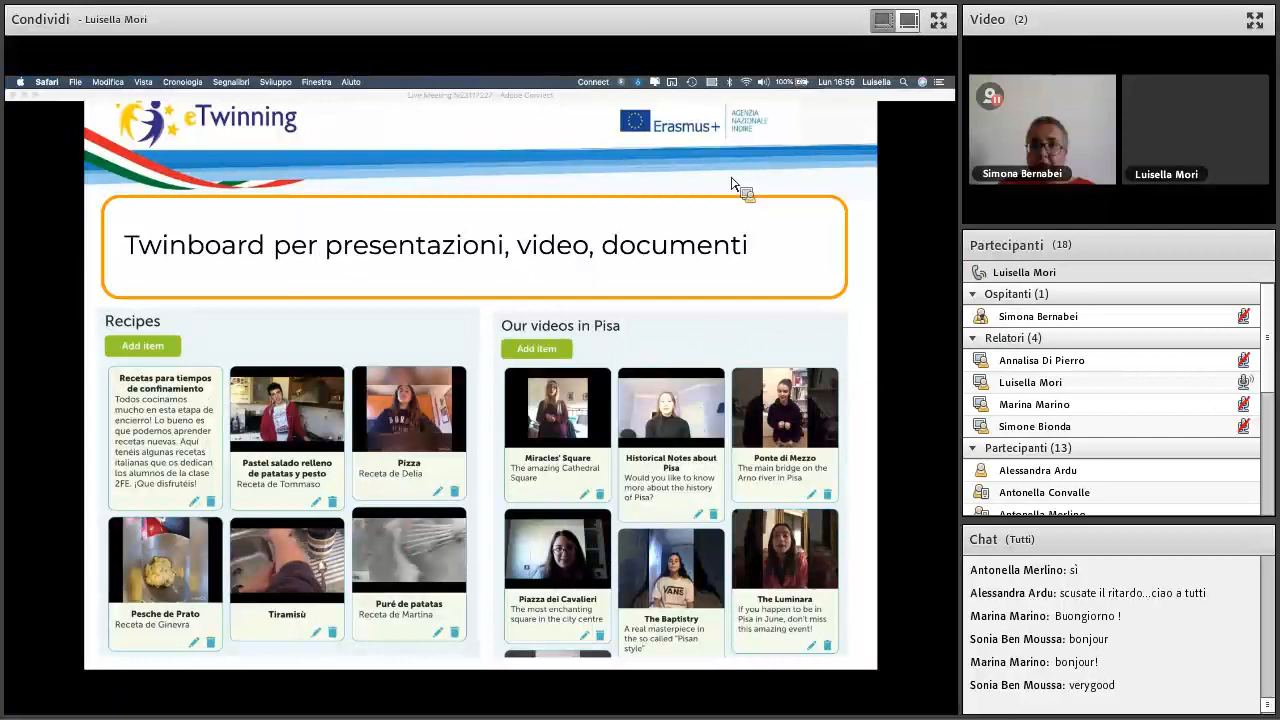 Condividi - Luisella Mori
Safari File Modifica Vista Cronologia Segnalibri Sviluppo Finestra Aiuto
Connect 100% Lun 16:56 Luisella
eTwinning
Erasmus+
AGENZIA
NAZIONALE
INDIRE
Twinboard per presentazioni, video, documenti
Recipes
Add item
Recetas para tiempos
de confinamiento
Todos cocinamos
mucho en esta etapa de
encierro! Lo bueno es
que podemos aprender
recetas nuevas. Aquí
tenéis algunas recetas
italianas que os dedican
los alumnos de la clase
2FE. ¡Que disfrutéis!
Pastel salado relleno
de patatas y pesto
Receta de Tommaso
Pizza
Receta de Delia
Pesche de Prato
Receta de Ginevra
Tiramisù
Puré de patatas
Receta de Martina
Our videos in Pisa
Add item
Miracles' Square
The amazing Cathedral
Square
Historical Notes about
Pisa
Would you like to know
more about the history
of Pisa?
Ponte di Mezzo
The main bridge on the
Arno river in Pisa
Piazza dei Cavalieri
The most enchanting
square in the city centre
VANS
The Baptistry
A real masterpiece in
the so called "Pisan
style"
The Luminara
If you happen to be in
Pisa in June, don't miss
this amazing event!
Video (2)
Simona Bernabei
Luisella Mori
Partecipanti (18)
Luisella Mori
Ospitanti (1)
Simona Bernabei
Relatori (4)
Annalisa Di Pierro
Luisella Mori
Marina Marino
Simone Bionda
Partecipanti (13)
Alessandra Ardu
Antonella Convalle
Antonella Merlino
Chat (Tutti)
Antonella Merlino: sì
Alessandra Ardu: scusate il ritardo...ciao a tutti
Marina Marino: Buongiorno !
Sonia Ben Moussa: bonjour
Marina Marino: bonjour!
Sonia Ben Moussa: verygood